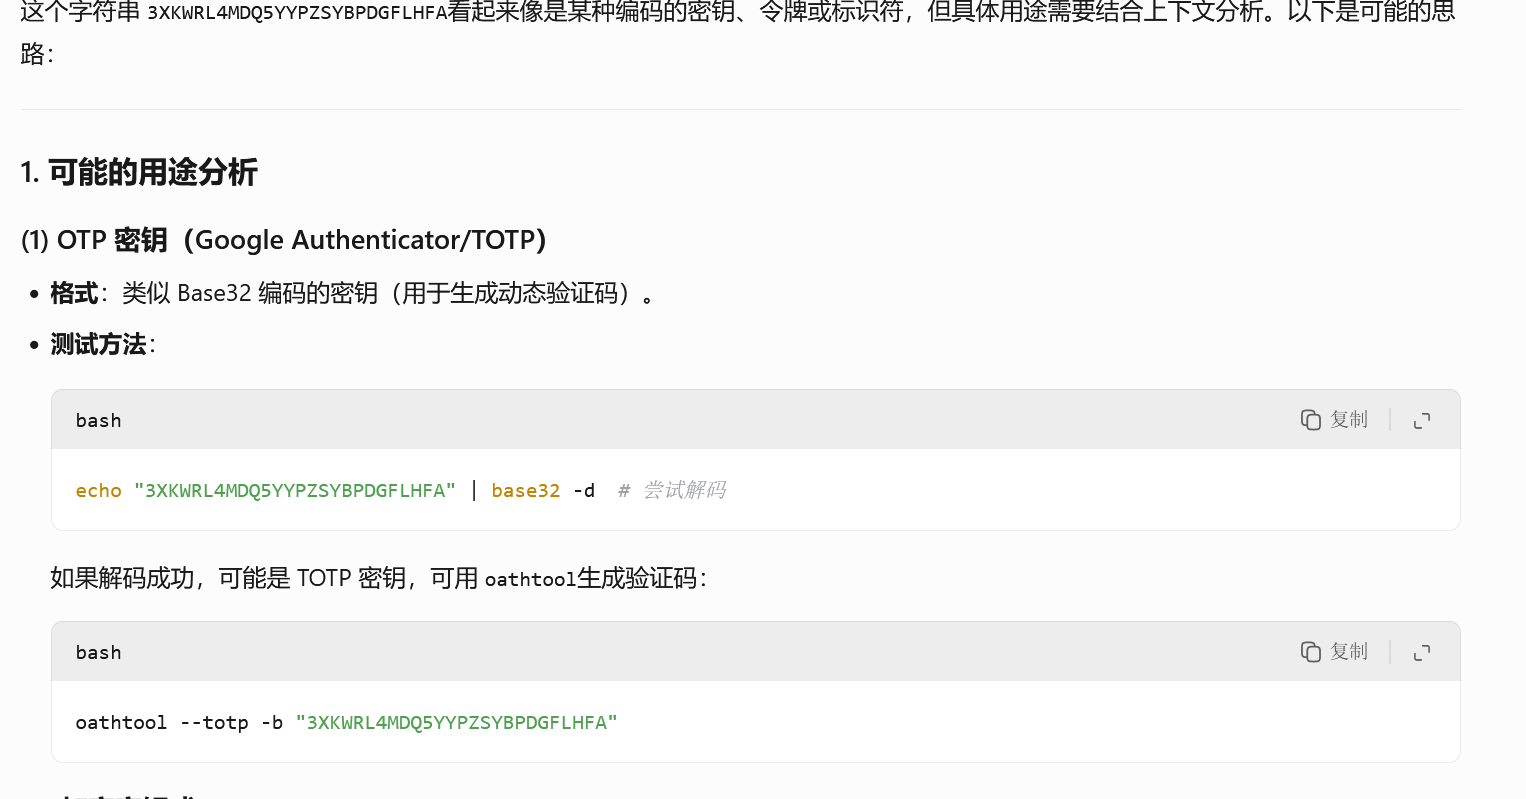 这个字符串 3XKWRL4MDQ5YYPZSYBPDGFLHFA看起来像是某种编码的密钥、令牌或标识符，但具体用途需要结合上下文分析。以下是可能的思
路：
1. 可能的用途分析
(1) OTP 密钥（Google Authenticator/TOTP）
• 格式：类似 Base32 编码的密钥（用于生成动态验证码）。
• 测试方法：
bash 复制
echo "3XKWRL4MDQ5YYPZSYBPDGFLHFA" | base32 -d  # 尝试解码
如果解码成功，可能是 TOTP 密钥，可用 oathtool生成验证码：
bash 复制
oathtool --totp -b "3XKWRL4MDQ5YYPZSYBPDGFLHFA"